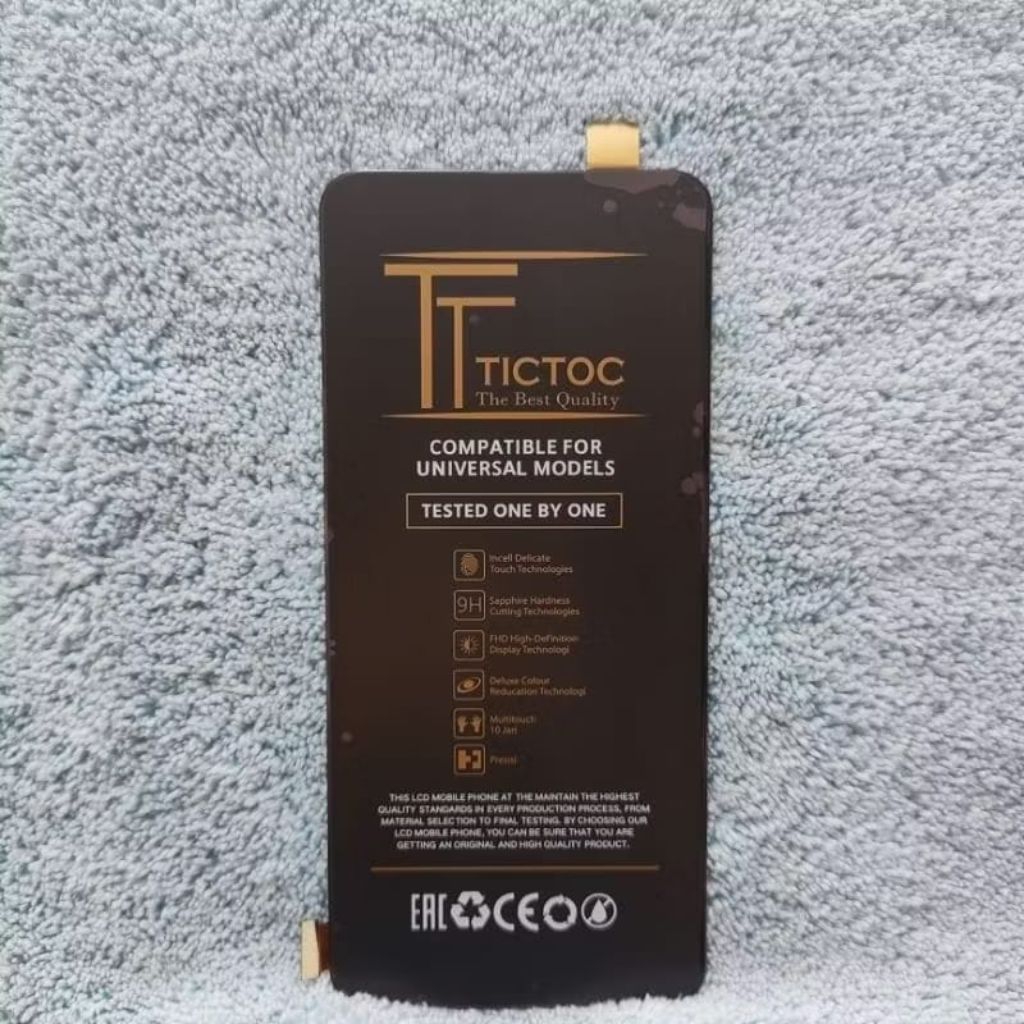 TT
TICTOC
The Best Quality
COMPATIBLE FOR
UNIVERSAL MODELS
TESTED ONE BY ONE
Incell Delicate
Touch Technologies
9H
Sapphire Hardness
Cutting Technologies
FHD High-Definition
Display Technologi
Deluxe Colour
Reducation Technologi
Multitouch
10 Jari
Presisi
THIS LCD MOBILE PHONE AT THE MAINTAIN THE HIGHEST
QUALITY STANDARDS IN EVERY PRODUCTION PROCESS, FROM
MATERIAL SELECTION TO FINAL TESTING. BY CHOOSING OUR
LCD MOBILE PHONE, YOU CAN BE SURE THAT YOU ARE
GETTING AN ORIGINAL AND HIGH QUALITY PRODUCT.
EAC CE